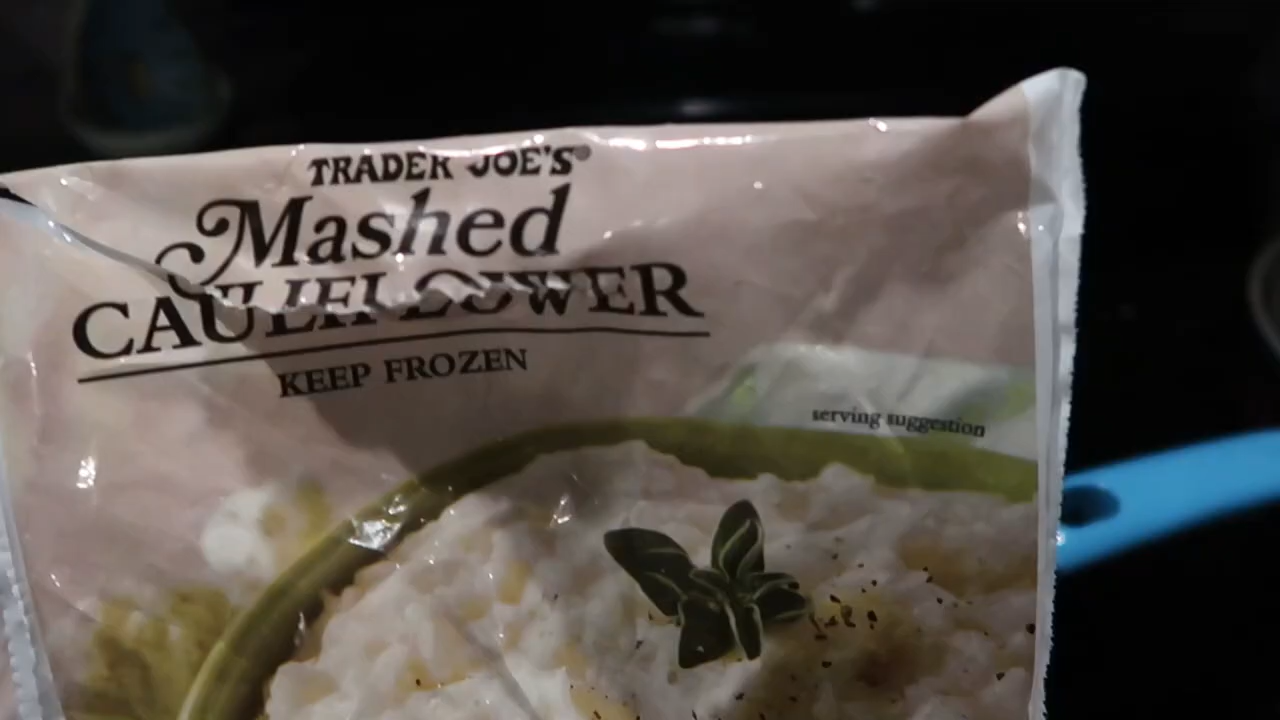 TRADER JOE'S®
Mashed
CAULIFLOWER
KEEP FROZEN
serving suggestion